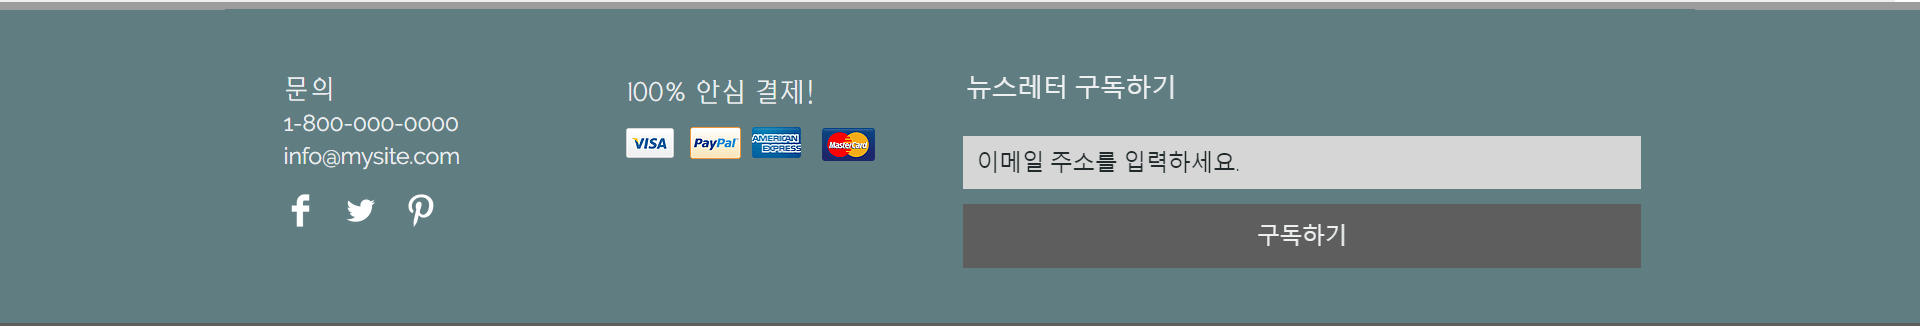 문의
1-800-000-0000
info@mysite.com
100% 안심 결제!
VISA
PayPal
AMERICAN
EXPRESS
MasterCard
뉴스레터 구독하기
이메일 주소를 입력하세요.
구독하기